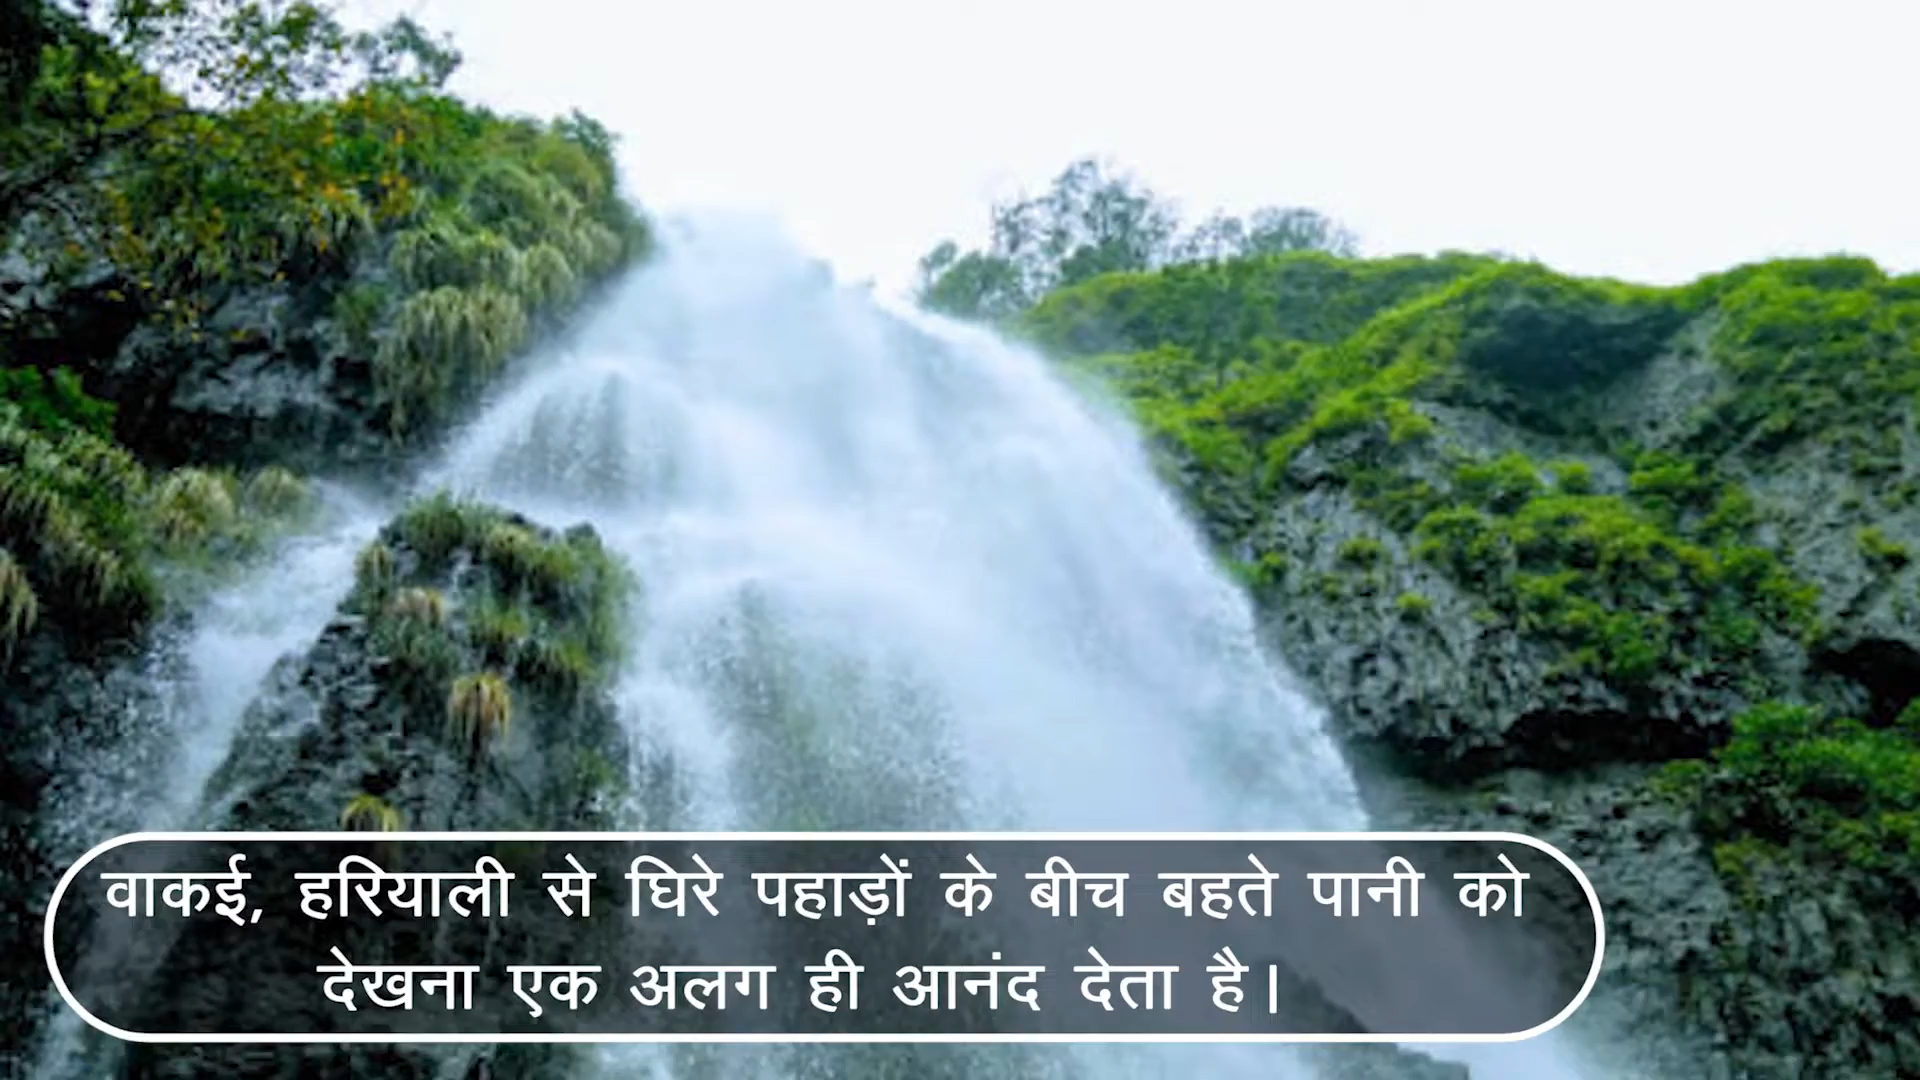 वाकई, हरियाली से घिरे पहाड़ों के बीच बहते पानी को
देखना एक अलग ही आनंद देता है।